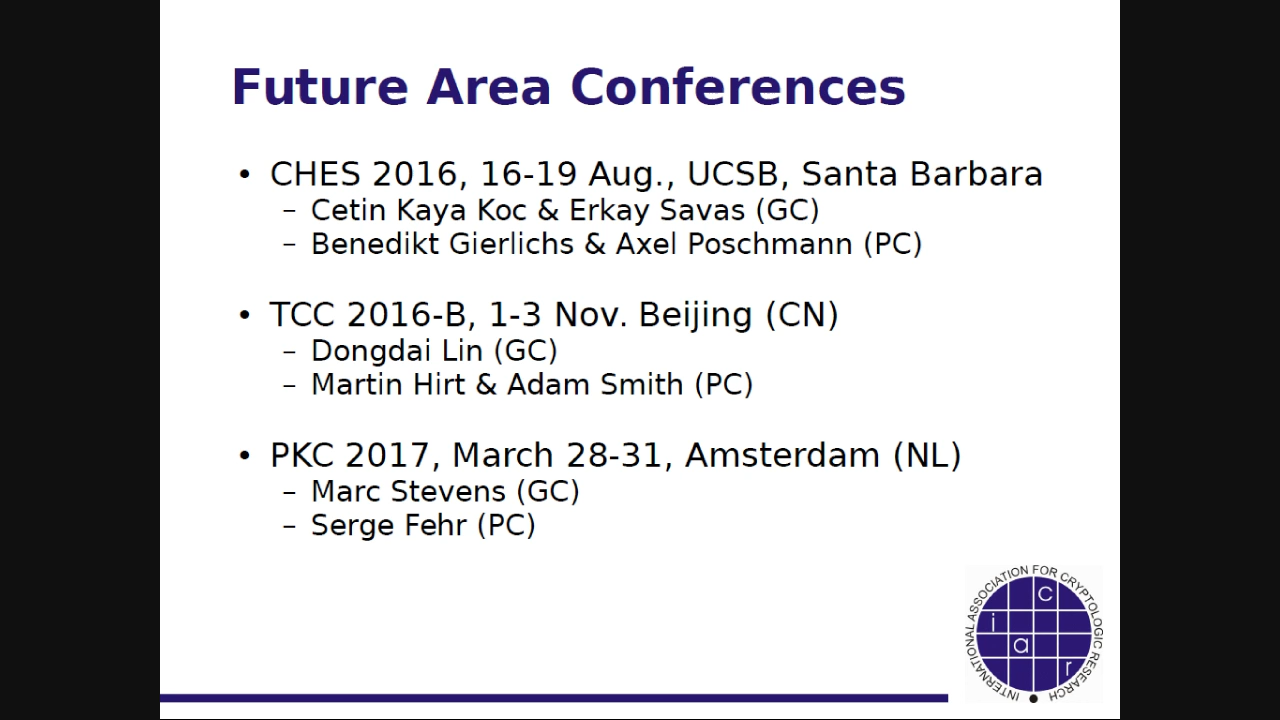 Future Area Conferences
• CHES 2016, 16-19 Aug., UCSB, Santa Barbara
– Cetin Kaya Koc & Erkay Savas (GC)
– Benedikt Gierlichs & Axel Poschmann (PC)
• TCC 2016-B, 1-3 Nov. Beijing (CN)
– Dongdai Lin (GC)
– Martin Hirt & Adam Smith (PC)
• PKC 2017, March 28-31, Amsterdam (NL)
– Marc Stevens (GC)
– Serge Fehr (PC)
INTERNATIONAL ASSOCIATION FOR CRYPTOLOGIC RESEARCH
c
i
a
r